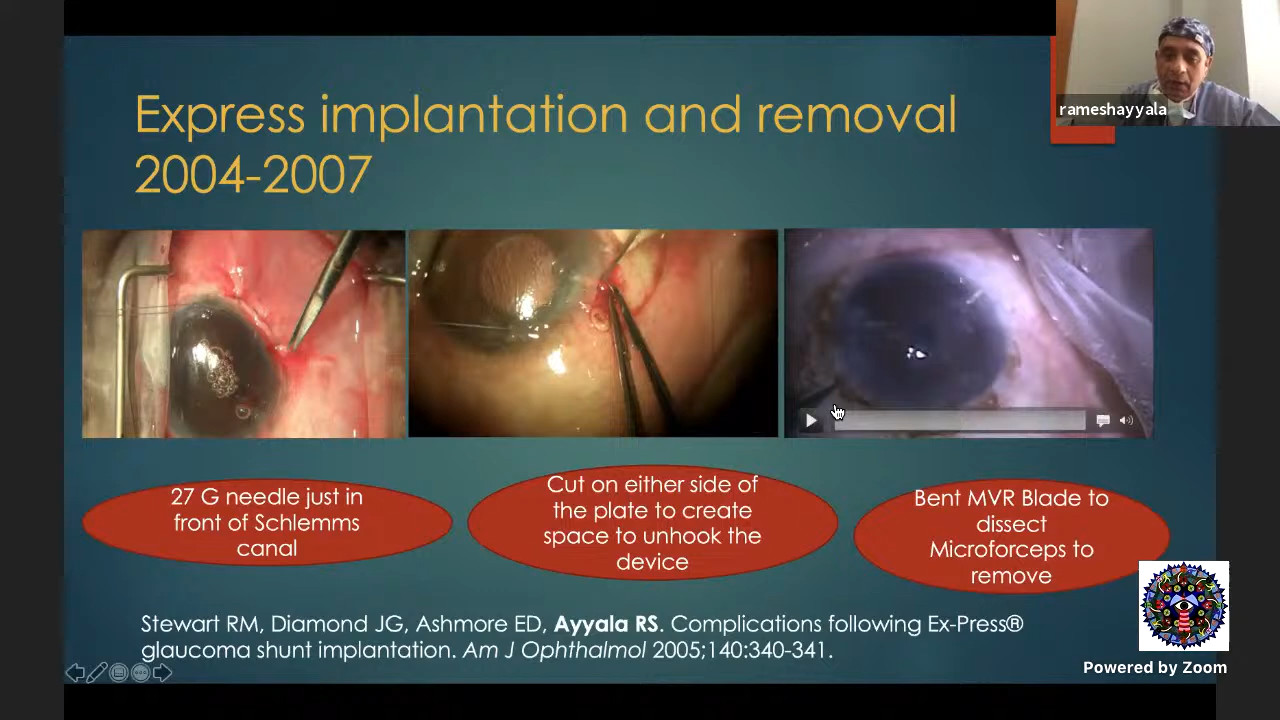 rameshayyala
Express implantation and removal
2004-2007
27 G needle just in
front of Schlemms
canal
Cut on either side of
the plate to create
space to unhook the
device
Bent MVR Blade to
dissect
Microforceps to
remove
Stewart RM, Diamond JG, Ashmore ED, Ayyala RS. Complications following Ex-Press®
glaucoma shunt implantation. Am J Ophthalmol 2005;140:340-341.
Powered by Zoom